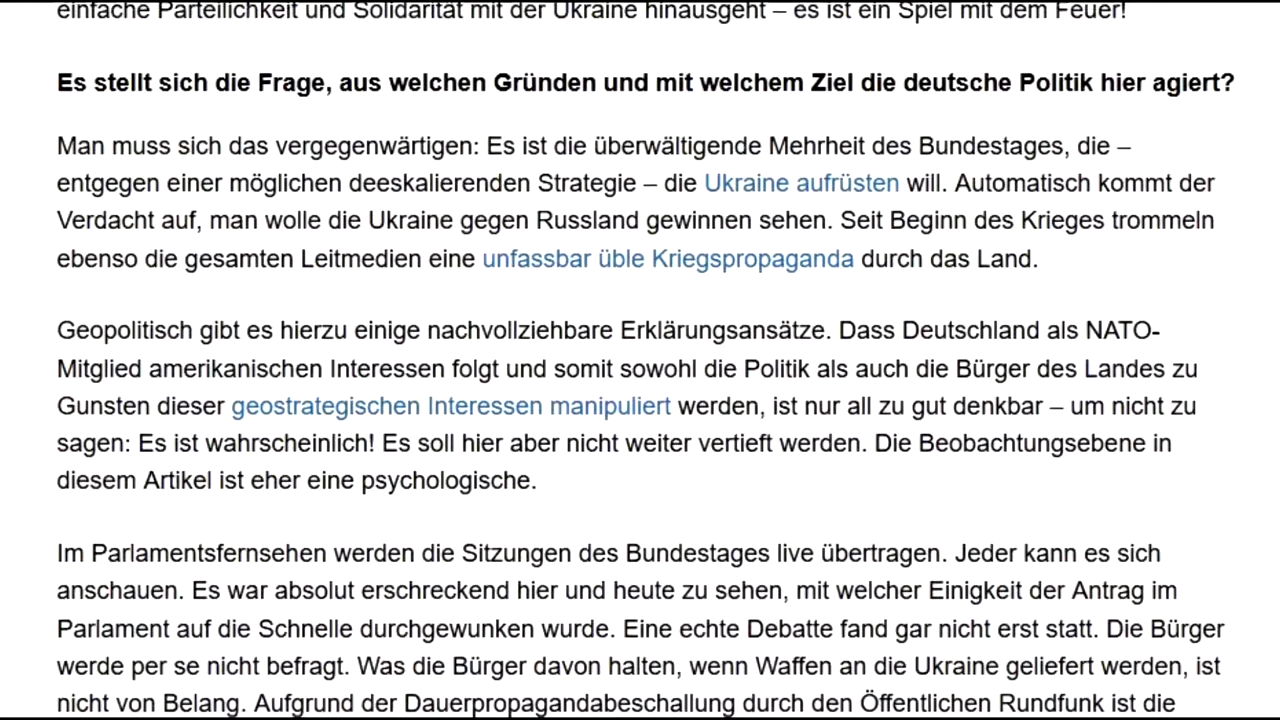 einfache Parteilichkeit und Solidarität mit der Ukraine hinausgeht – es ist ein Spiel mit dem Feuer!
Es stellt sich die Frage, aus welchen Gründen und mit welchem Ziel die deutsche Politik hier agiert?
Man muss sich das vergegenwärtigen: Es ist die überwältigende Mehrheit des Bundestages, die –
entgegen einer möglichen deeskalierenden Strategie – die Ukraine aufrüsten will. Automatisch kommt der
Verdacht auf, man wolle die Ukraine gegen Russland gewinnen sehen. Seit Beginn des Krieges trommeln
ebenso die gesamten Leitmedien eine unfassbar üble Kriegspropaganda durch das Land.
Geopolitisch gibt es hierzu einige nachvollziehbare Erklärungsansätze. Dass Deutschland als NATO-
Mitglied amerikanischen Interessen folgt und somit sowohl die Politik als auch die Bürger des Landes zu
Gunsten dieser geostrategischen Interessen manipuliert werden, ist nur all zu gut denkbar – um nicht zu
sagen: Es ist wahrscheinlich! Es soll hier aber nicht weiter vertieft werden. Die Beobachtungsebene in
diesem Artikel ist eher eine psychologische.
Im Parlamentsfernsehen werden die Sitzungen des Bundestages live übertragen. Jeder kann es sich
anschauen. Es war absolut erschreckend hier und heute zu sehen, mit welcher Einigkeit der Antrag im
Parlament auf die Schnelle durchgewunken wurde. Eine echte Debatte fand gar nicht erst statt. Die Bürger
werde per se nicht befragt. Was die Bürger davon halten, wenn Waffen an die Ukraine geliefert werden, ist
nicht von Belang. Aufgrund der Dauerpropagandabeschallung durch den Öffentlichen Rundfunk ist die